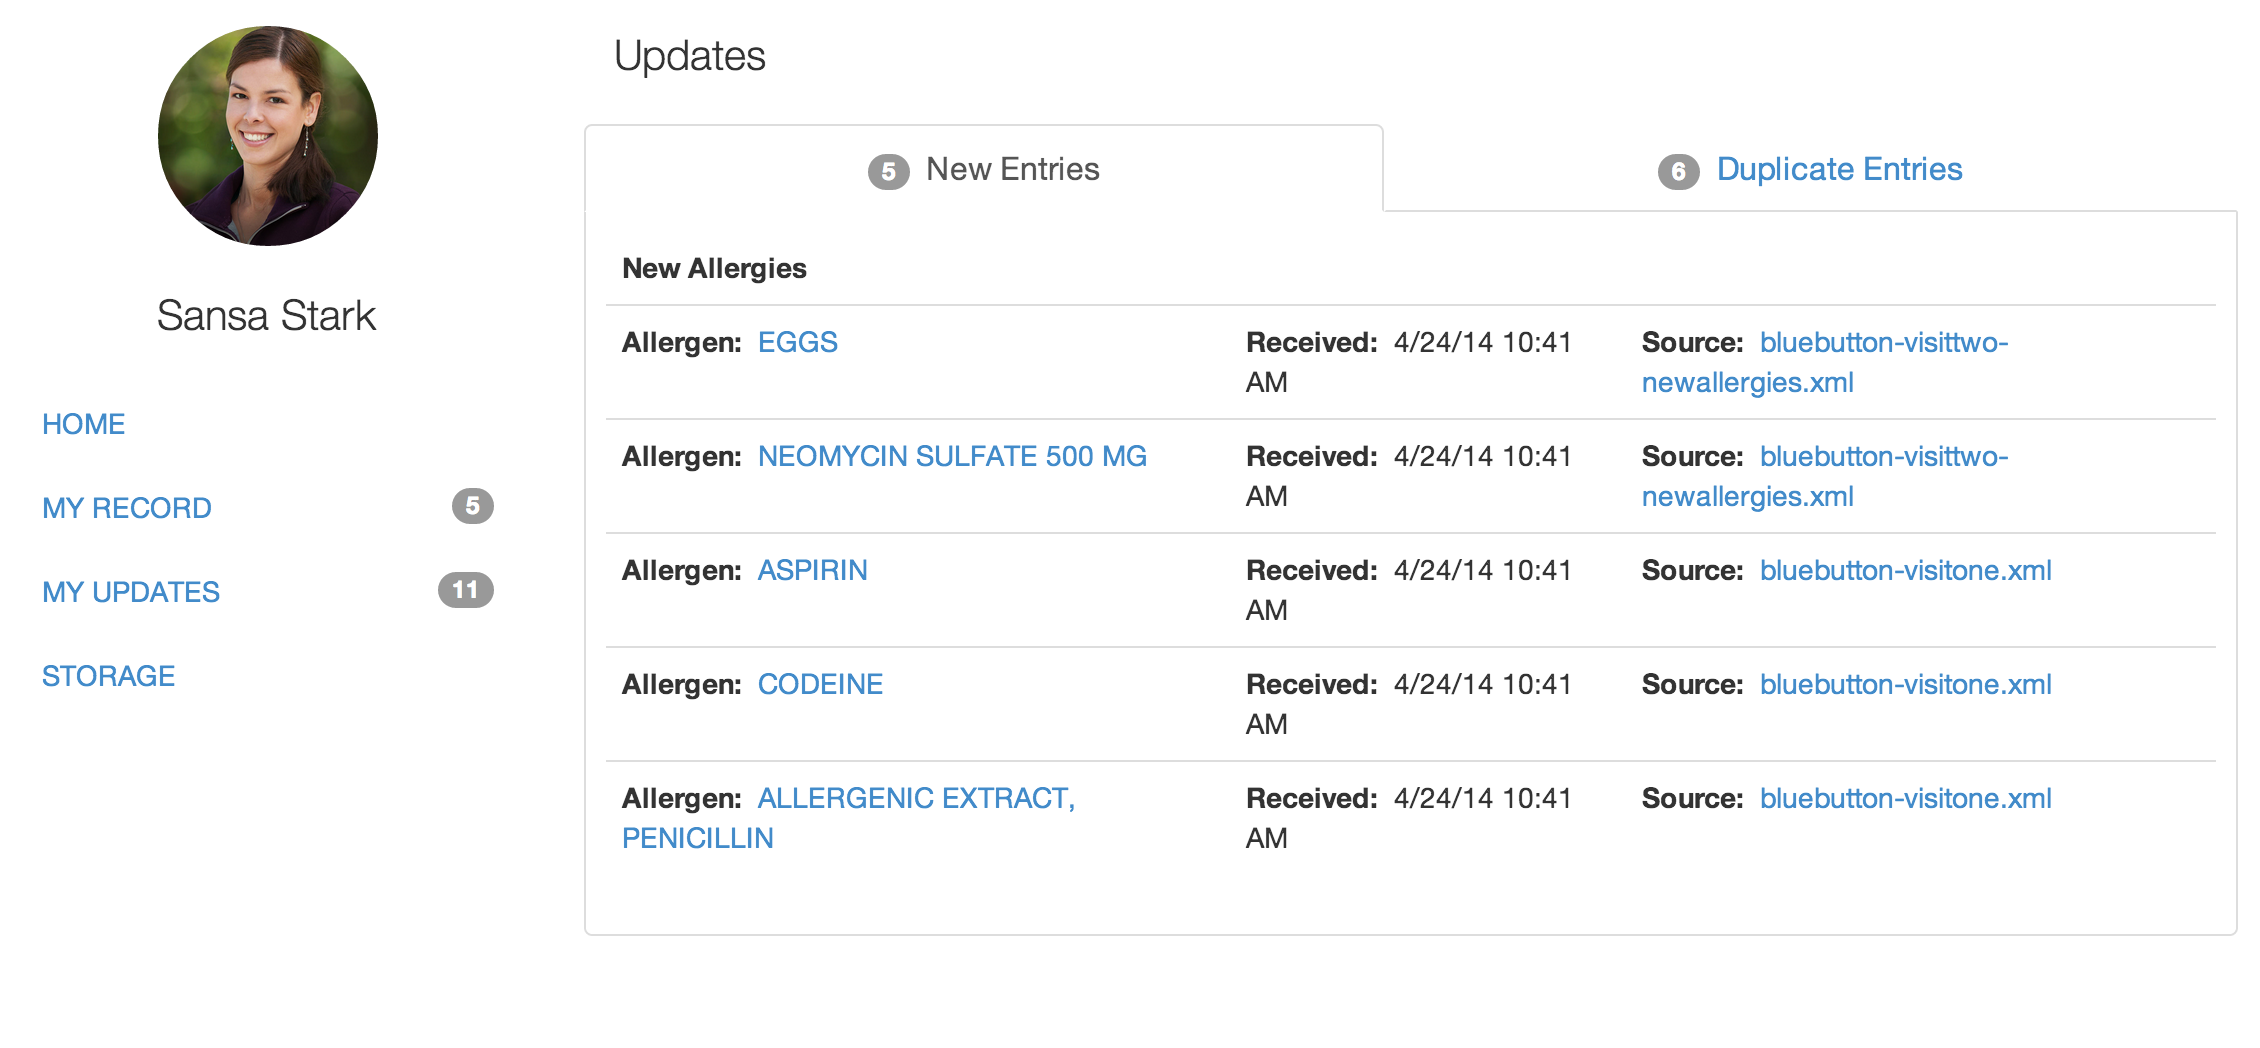 Sansa Stark
HOME
MY RECORD 5
MY UPDATES 11
STORAGE
Updates
5 New Entries
6 Duplicate Entries
New Allergies
Allergen: EGGS
Received: 4/24/14 10:41
AM
Source: bluebutton-visittwo-
newallergies.xml
Allergen: NEOMYCIN SULFATE 500 MG
Received: 4/24/14 10:41
AM
Source: bluebutton-visittwo-
newallergies.xml
Allergen: ASPIRIN
Received: 4/24/14 10:41
AM
Source: bluebutton-visitone.xml
Allergen: CODEINE
Received: 4/24/14 10:41
AM
Source: bluebutton-visitone.xml
Allergen: ALLERGENIC EXTRACT,
PENICILLIN
Received: 4/24/14 10:41
AM
Source: bluebutton-visitone.xml